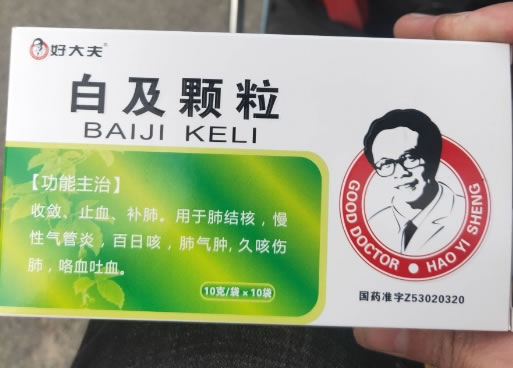 好大夫®
白及颗粒
BAIJI KELI
【功能主治】
收敛、止血、补肺。用于肺结核，慢
性气管炎，百日咳，肺气肿，久咳伤
肺，咯血吐血。
10克/袋×10袋
GOOD DOCTOR · HAO YI SHENG
国药准字Z53020320